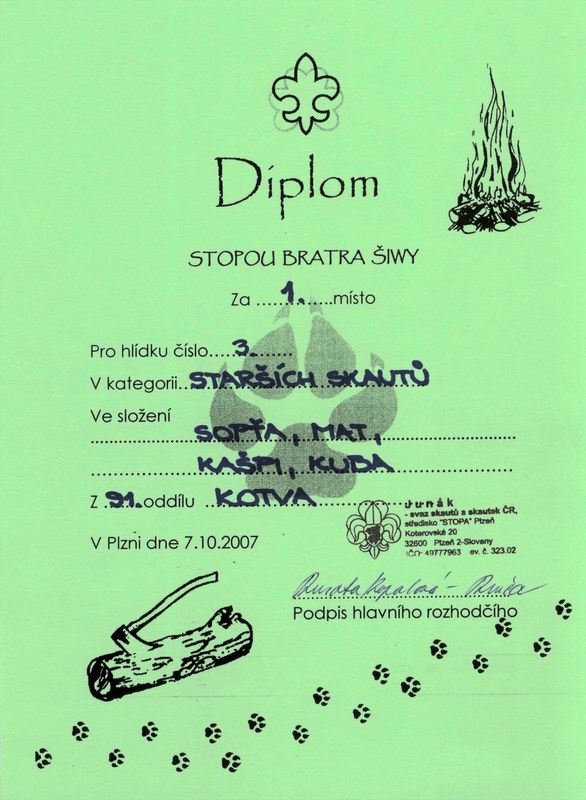 Diplom
STOPOU BRATRA ŠIWY
Za ......1.......místo
Pro hlídku číslo.....3........
V kategorii..STARŠÍCH SKAUTŮ
Ve složení
SOPŤA, MAT,
KAŠPI, KUBA
Z .91.oddílu ..KOTVA
Junák
- svaz skautů a skautek ČR,
středisko "STOPA" Plzeň
Koterovská 20
32600 Plzeň 2-Slovany
IČO: 49777963 ev. č. 323.02
V Plzni dne 7.10.2007
Podpis hlavního rozhodčího